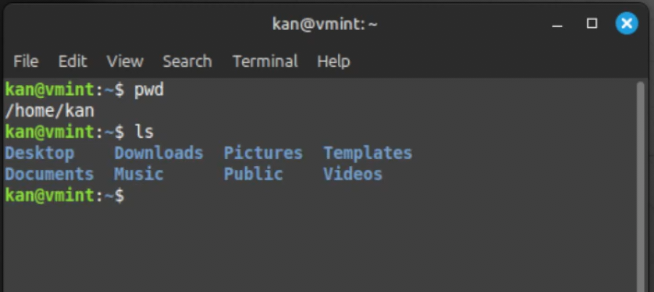 kan@vmint: ~
File Edit View Search Terminal Help
kan@vmint:~$ pwd
/home/kan
kan@vmint:~$ ls
Desktop    Downloads  Pictures  Templates
Documents  Music      Public    Videos
kan@vmint:~$